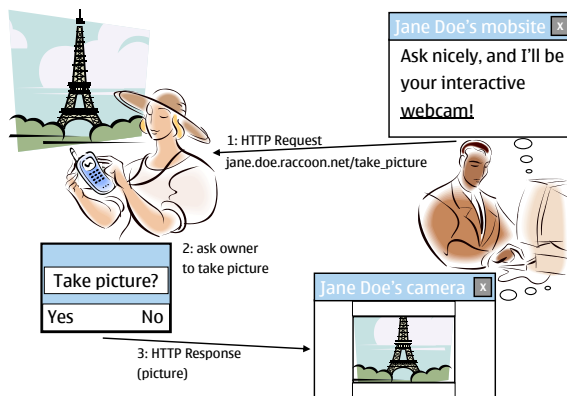 Jane Doe's mobsite x
Ask nicely, and I'll be
your interactive
webcam!
1: HTTP Request
jane.doe.raccoon.net/take_picture
2: ask owner
to take picture
Take picture?
Yes No
Jane Doe's camera x
3: HTTP Response
(picture)